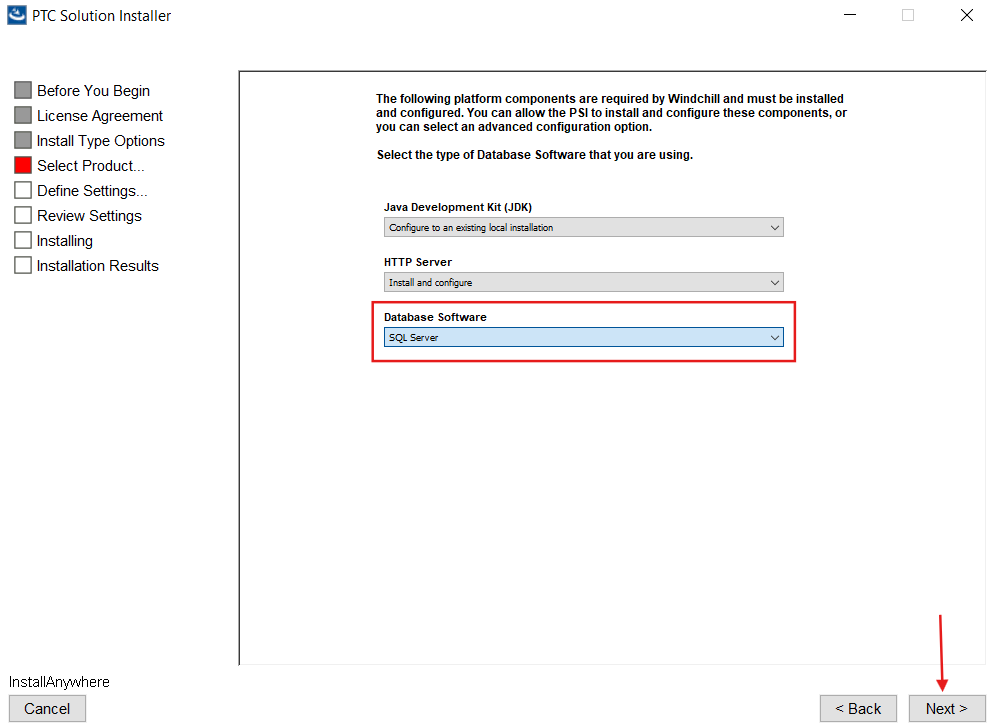 PTC Solution Installer
Before You Begin
License Agreement
Install Type Options
Select Product...
Define Settings...
Review Settings
Installing
Installation Results
The following platform components are required by Windchill and must be installed
and configured. You can allow the PSI to install and configure these components, or
you can select an advanced configuration option.
Select the type of Database Software that you are using.
Java Development Kit (JDK)
Configure to an existing local installation
HTTP Server
Install and configure
Database Software
SQL Server
InstallAnywhere
Cancel
< Back
Next >